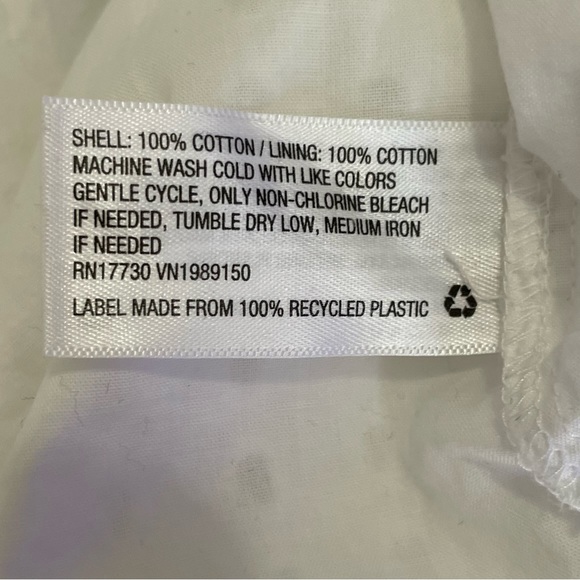 SHELL: 100% COTTON / LINING: 100% COTTON
MACHINE WASH COLD WITH LIKE COLORS
GENTLE CYCLE, ONLY NON-CHLORINE BLEACH
IF NEEDED, TUMBLE DRY LOW, MEDIUM IRON
IF NEEDED
RN17730 VN1989150
LABEL MADE FROM 100% RECYCLED PLASTIC